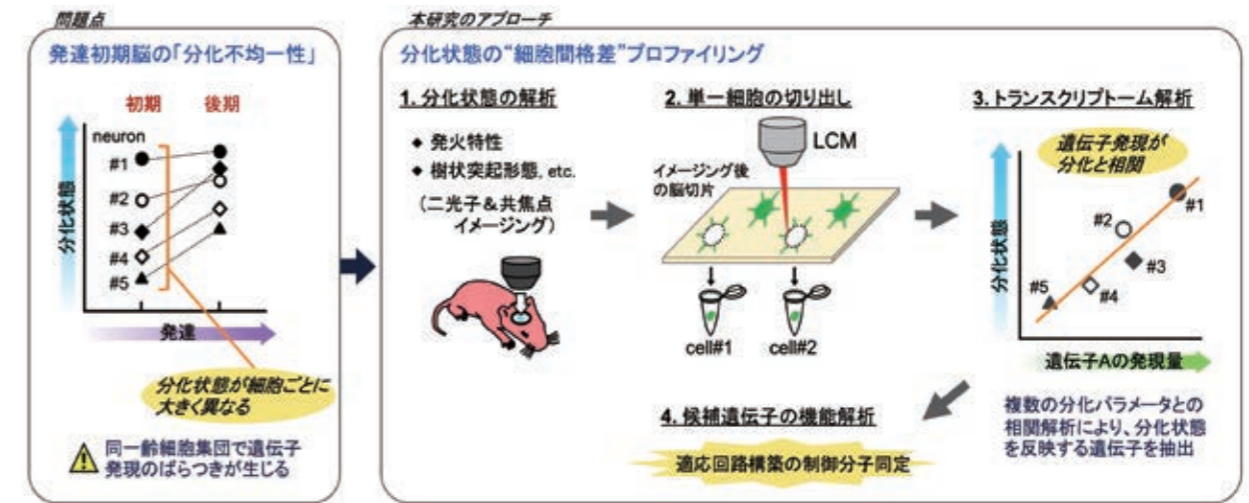 問題点
発達初期脳の「分化不均一性」
初期
後期
neuron
#1
#2
#3
#4
#5
分化状態
発達
分化状態が細胞ごとに
大きく異なる
同一齢細胞集団で遺伝子
発現のばらつきが生じる
本研究のアプローチ
分化状態の“細胞間格差”プロファイリング
1. 分化状態の解析
◆ 発火特性
◆ 樹状突起形態, etc.
(二光子&共焦点
イメージング)
2. 単一細胞の切り出し
LCM
イメージング後
の脳切片
cell#1
cell#2
3. トランスクリプトーム解析
遺伝子発現が
分化と相関
分化状態
#1
#2
#3
#4
#5
遺伝子Aの発現量
複数の分化パラメータとの
相関解析により、分化状態
を反映する遺伝子を抽出
4. 候補遺伝子の機能解析
適応回路構築の制御分子同定